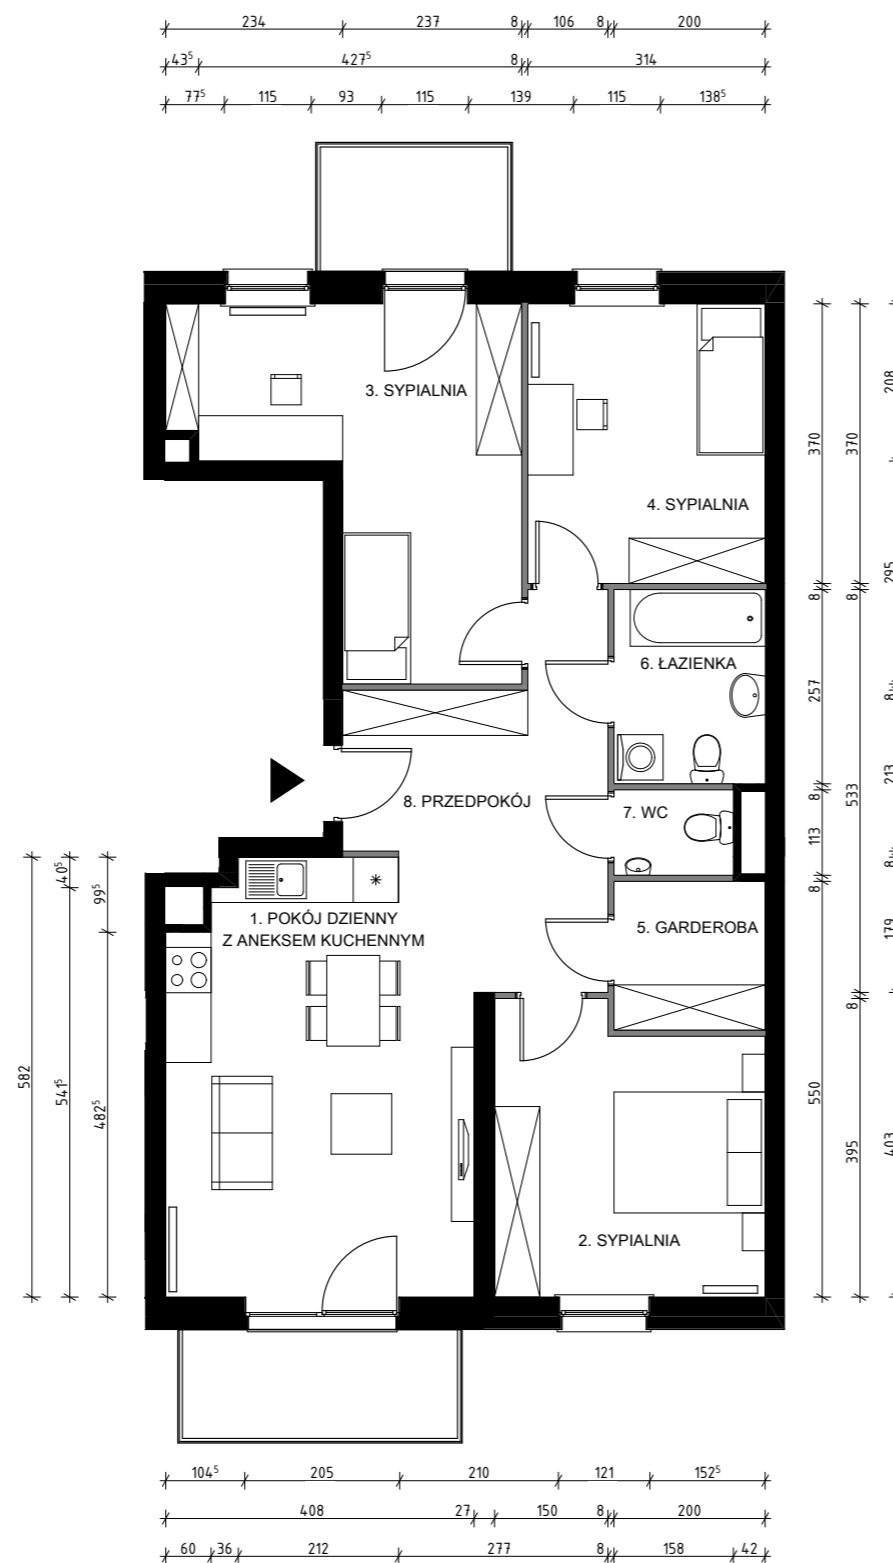 234 237 8 106 8 200
43⁵ 427⁵ 8 314
77⁵ 115 93 115 139 115 138⁵
3. SYPIALNIA
4. SYPIALNIA
6. ŁAZIENKA
8. PRZEDPOKÓJ
7. WC
1. POKÓJ DZIENNY
Z ANEKSEM KUCHENNYM
5. GARDEROBA
2. SYPIALNIA
582
40⁵ 541⁵
99⁵ 482⁵
370 8 257 8 113 8 550
370 8 533 8 395
208 295 8 213 8 179 403
104⁵ 205 210 121 152⁵
408 27 150 8 200
60 36 212 277 8 158 42